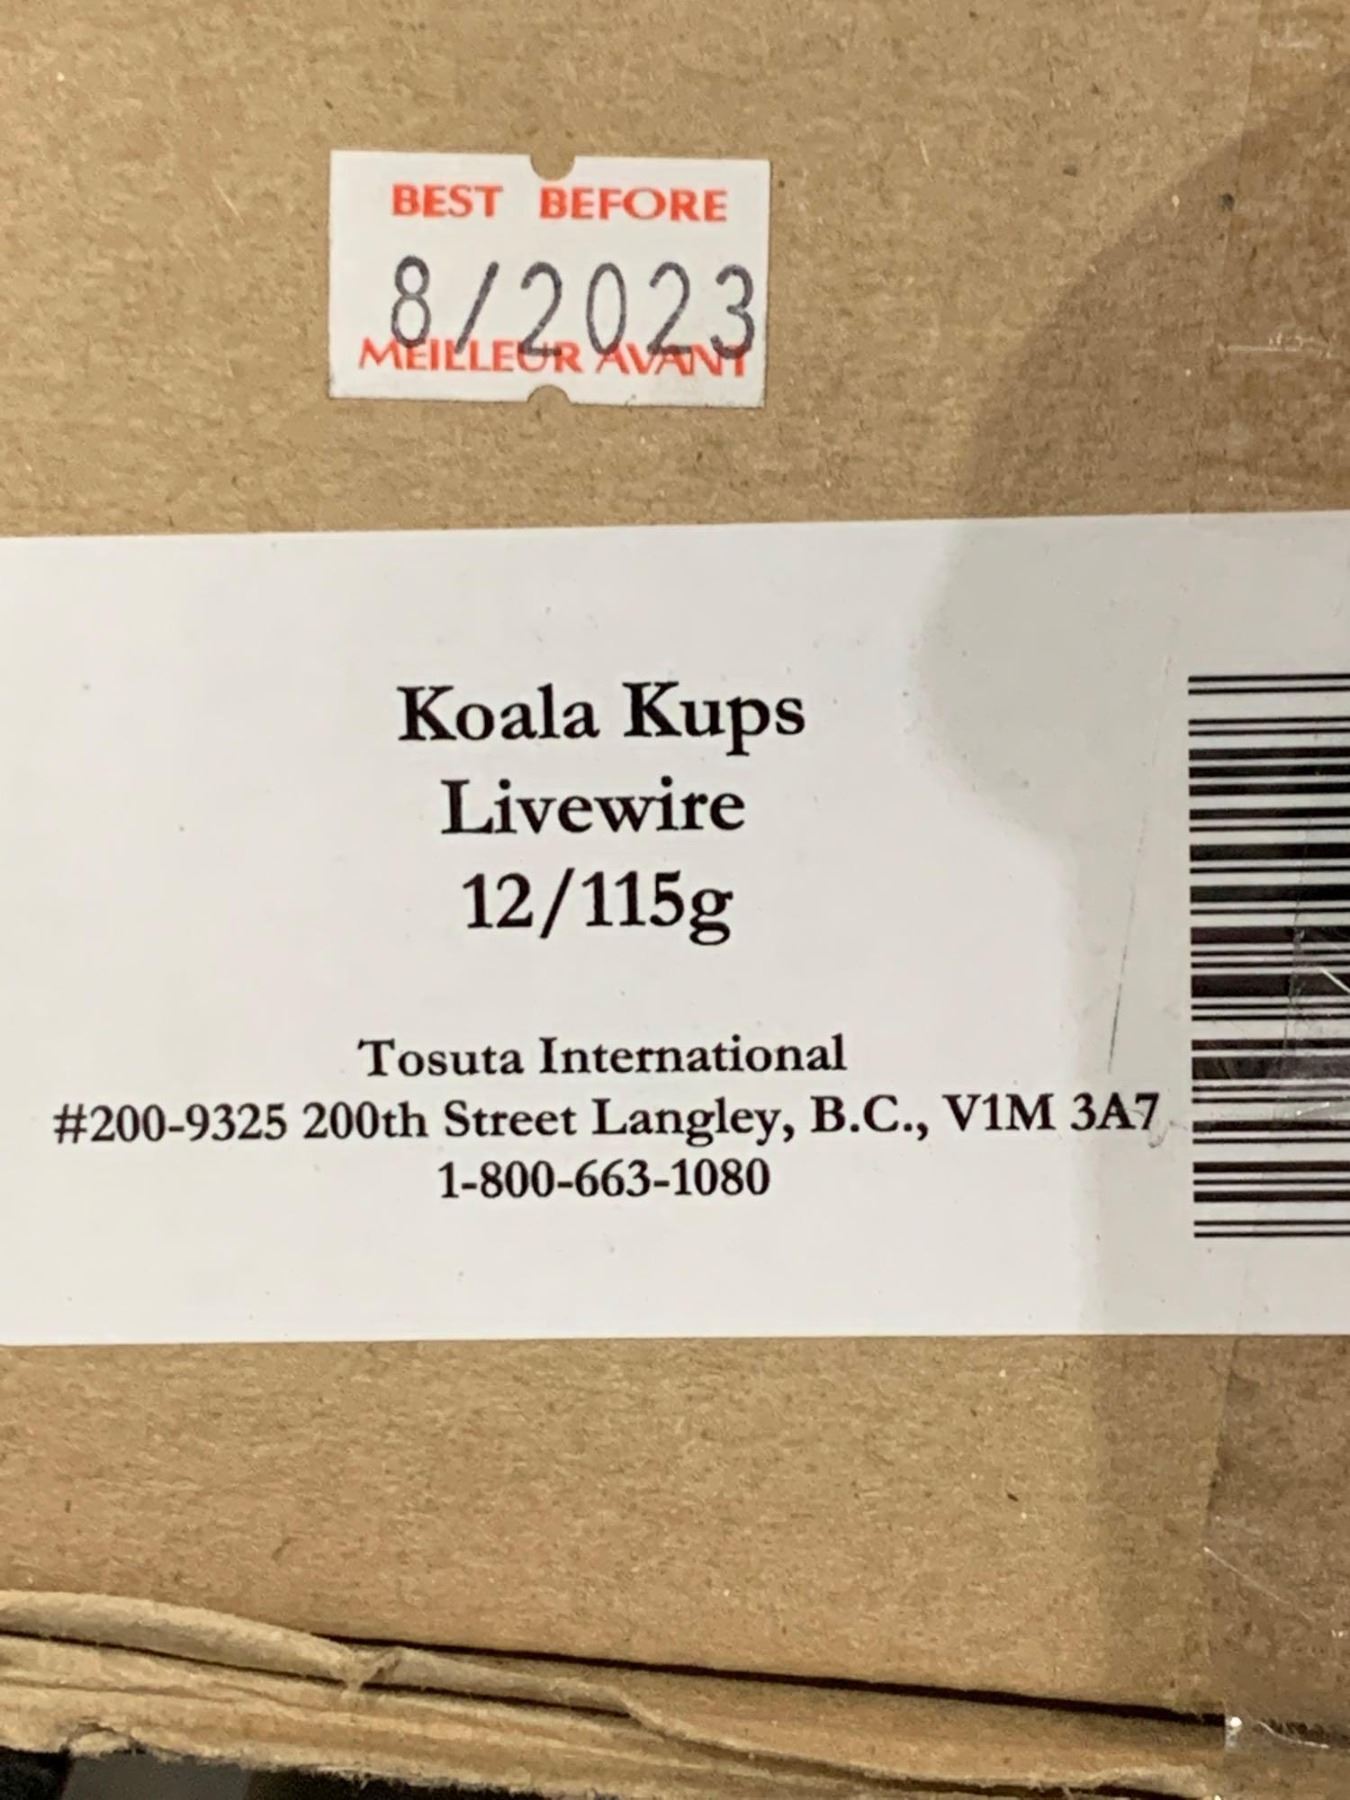 BEST BEFORE
8/2023
MEILLEUR AVANT
Koala Kups
Livewire
12/115g
Tosuta International
#200-9325 200th Street Langley, B.C., V1M 3A7
1-800-663-1080